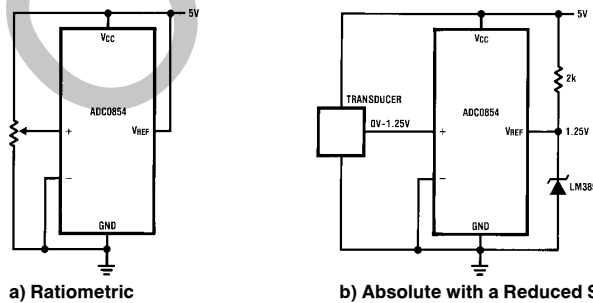 5V
VCC
ADC0854
+
VREF
−
GND
a) Ratiometric
5V
VCC
2k
TRANSDUCER
ADC0854
0V–1.25V
+
VREF
1.25V
−
GND
b) Absolute with a Reduced